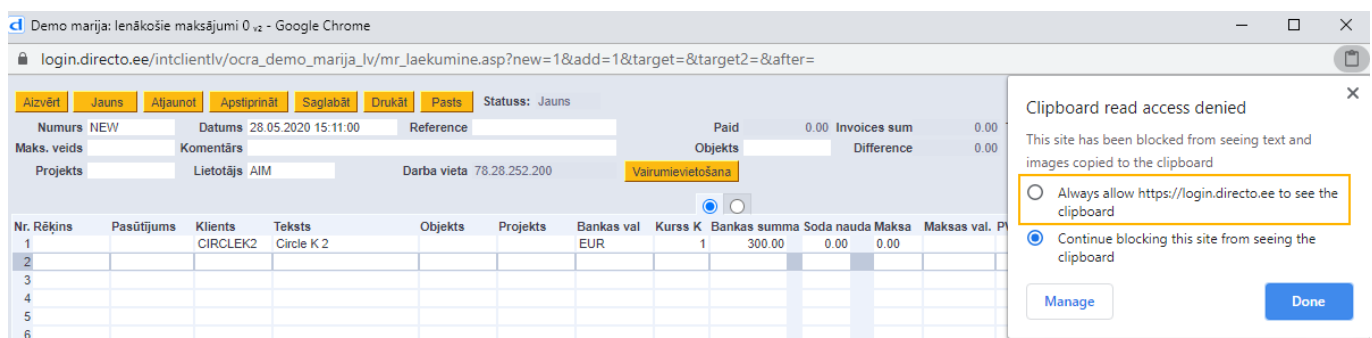 Demo marija: Ienākošie maksājumi 0 v2 - Google Chrome
login.directo.ee/intclientlv/ocra_demo_marija_lv/mr_laekumine.asp?new=1&add=1&target=&target2=&after=
Aizvērt Jauns Atjaunot Apstiprināt Saglabāt Drukāt Pasts Statuss: Jauns
Numurs NEW Datums 28.05.2020 15:11:00 Reference Paid 0.00 Invoices sum 0.00
Maks. veids Komentārs Objekts Difference 0.00
Projekts Lietotājs AIM Darba vieta 78.28.252.200 Vairumievietošana
Nr. Rēķins Pasūtījums Klients Teksts Objekts Projekts Bankas val Kurss K Bankas summa Soda nauda Maksa Maksas val. PV
1 CIRCLEK2 Circle K 2 EUR 1 300.00 0.00 0.00
2
3
4
5
6
Clipboard read access denied
This site has been blocked from seeing text and
images copied to the clipboard
Always allow https://login.directo.ee to see the
clipboard
Continue blocking this site from seeing the
clipboard
Manage Done